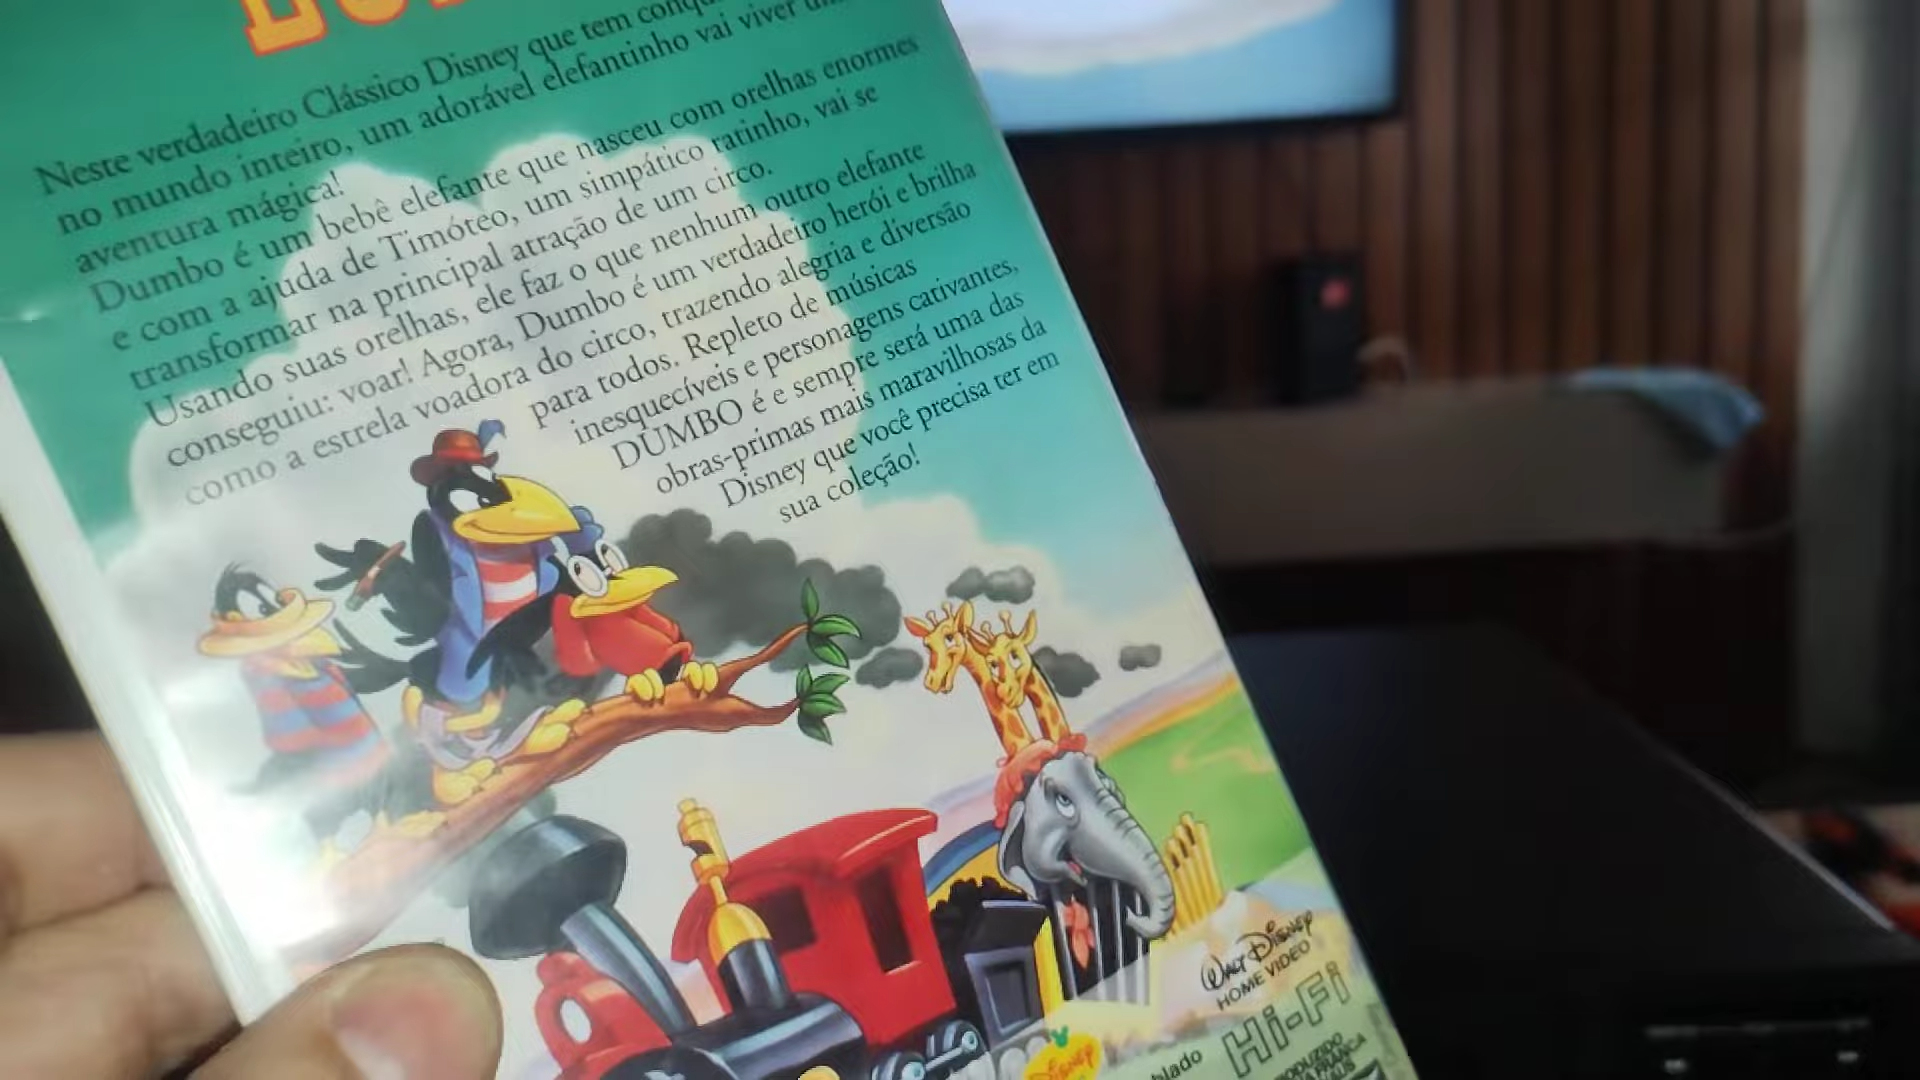 Neste verdadeiro Clássico Disney que tem
no mundo inteiro, um adorável elefantinho vai viver
aventura mágica!
Dumbo é um bebê elefante que nasceu com orelhas enormes
e com a ajuda de Timóteo, um simpático ratinho, vai se
transformar na principal atração de um circo.
Usando suas orelhas, ele faz o que nenhum outro elefante
conseguiu: voar! Agora, Dumbo é um verdadeiro herói e brilha
como a estrela voadora do circo, trazendo alegria e diversão
para todos. Repleto de músicas
inesquecíveis e personagens cativantes,
DUMBO é e sempre será uma das
obras-primas mais maravilhosas da
Disney que você precisa ter em
sua coleção!
WALT DISNEY
HOME VIDEO
Hi-Fi
DISNEY